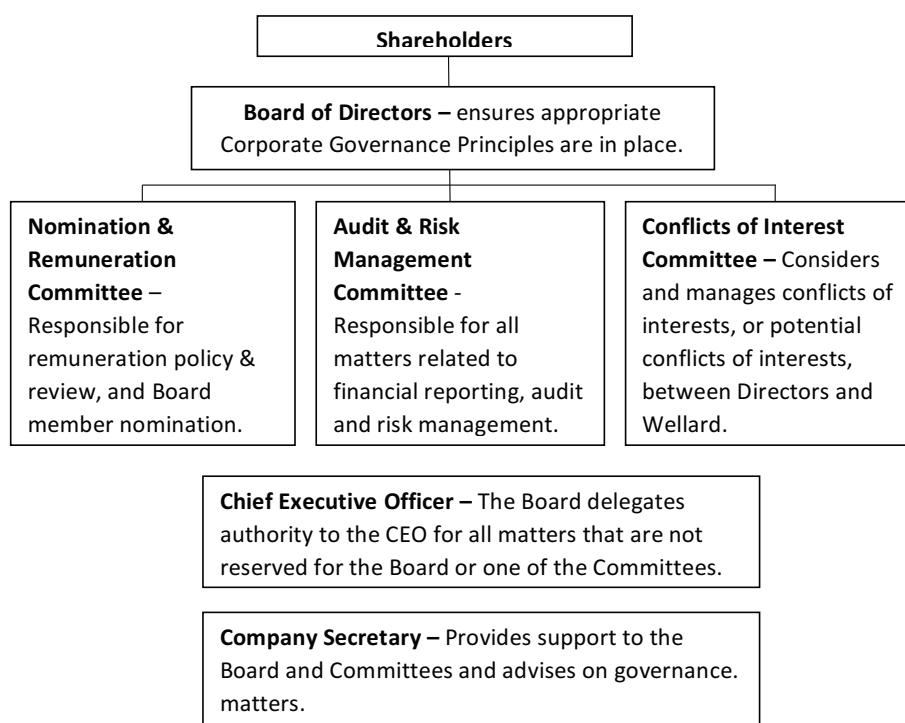 Shareholders
Board of Directors – ensures appropriate
Corporate Governance Principles are in place.
Nomination &
Remuneration
Committee –
Responsible for
remuneration policy &
review, and Board
member nomination.
Audit & Risk
Management
Committee -
Responsible for all
matters related to
financial reporting, audit
and risk management.
Conflicts of Interest
Committee – Considers
and manages conflicts of
interests, or potential
conflicts of interests,
between Directors and
Wellard.
Chief Executive Officer – The Board delegates
authority to the CEO for all matters that are not
reserved for the Board or one of the Committees.
Company Secretary – Provides support to the
Board and Committees and advises on governance.
matters.